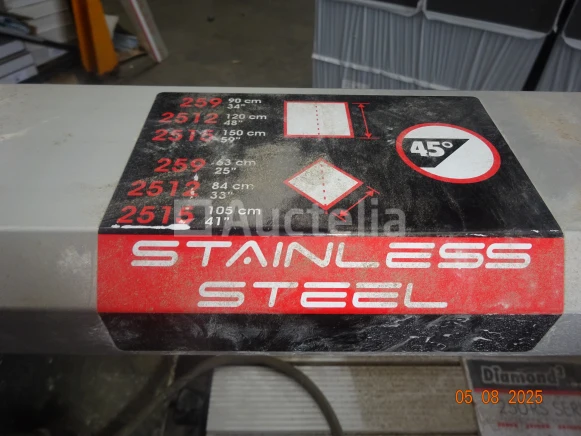 259 90 cm
34"
2512 120 cm
48"
2515 150 cm
59"
45°
259 63 cm
25"
2512 84 cm
33"
2515 105 cm
41"
Auctelia
STAINLESS
STEEL
Diamond
05 08 2025